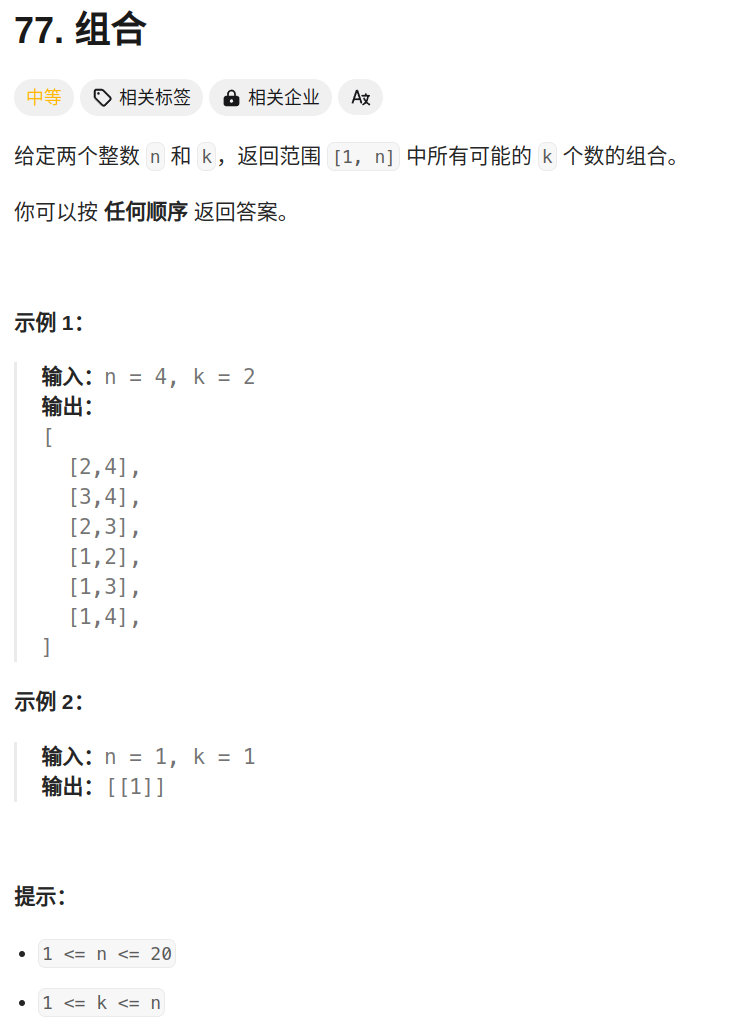 77. 组合
中等 相关标签 相关企业 A文
给定两个整数 n 和 k，返回范围 [1, n] 中所有可能的 k 个数的组合。
你可以按 任何顺序 返回答案。
示例 1：
输入：n = 4, k = 2
输出：
[
  [2,4],
  [3,4],
  [2,3],
  [1,2],
  [1,3],
  [1,4],
]
示例 2：
输入：n = 1, k = 1
输出：[[1]]
提示：
• 1 <= n <= 20
• 1 <= k <= n